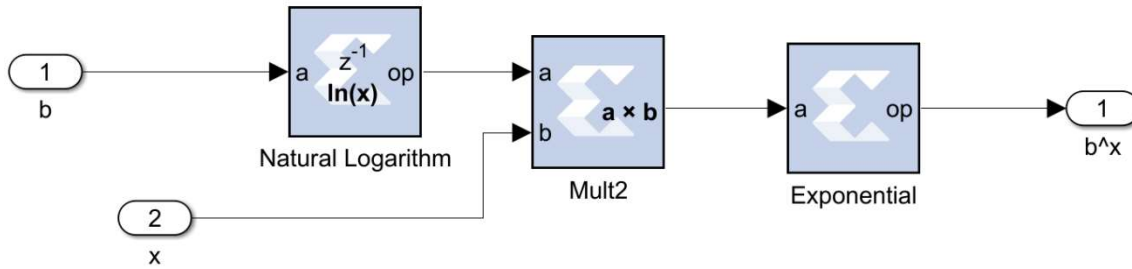 1
b
a
z^-1
ln(x)
op
Natural Logarithm
2
x
a
b
a × b
Mult2
a
op
Exponential
1
b^x